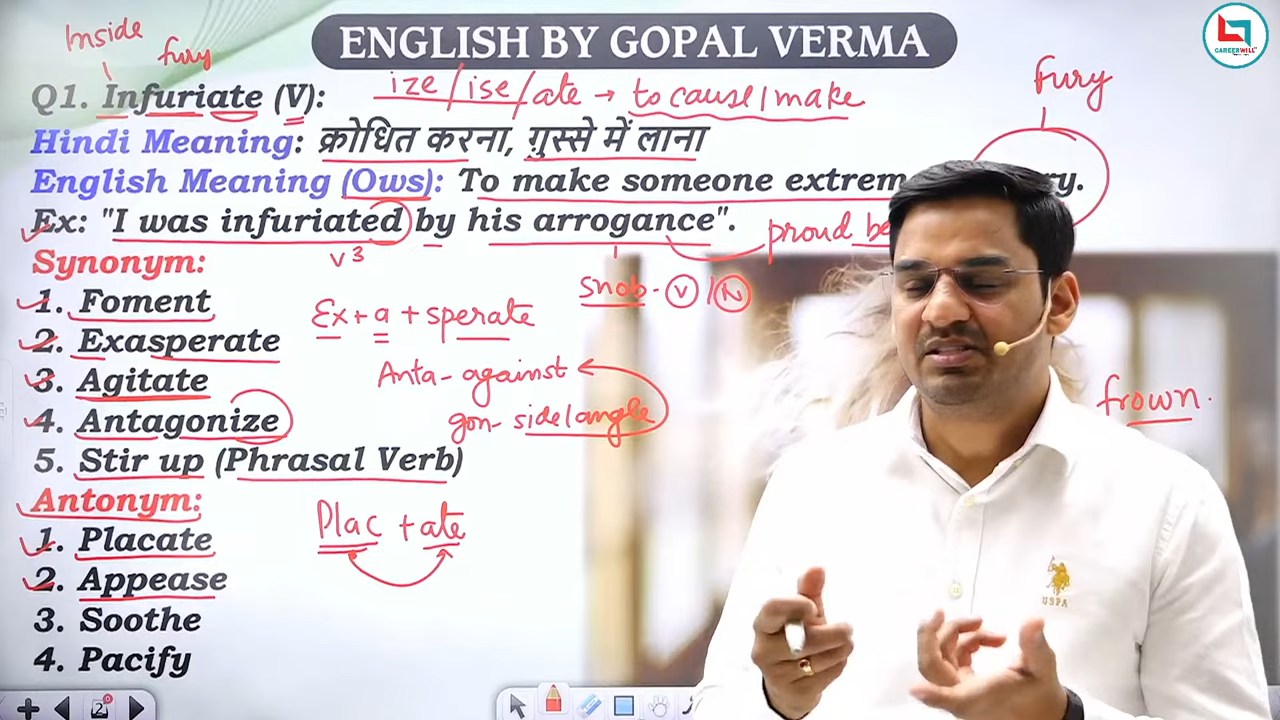 ENGLISH BY GOPAL VERMA
CAREERWILL
Inside
fury
Q1. Infuriate (V):
ize/ise/ate → to cause/make
fury
Hindi Meaning: क्रोधित करना, ग़ुस्से में लाना
English Meaning (Ows): To make someone extrem
Ex: "I was infuriated by his arrogance".
v3
proud be
Synonym:
snob - V / N
1. Foment
Ex + a + sperate
2. Exasperate
Anta - against
3. Agitate
frown.
4. Antagonize
gon - side/angle
5. Stir up (Phrasal Verb)
Antonym:
Plac + ate
1. Placate
2. Appease
3. Soothe
4. Pacify
USPA
2